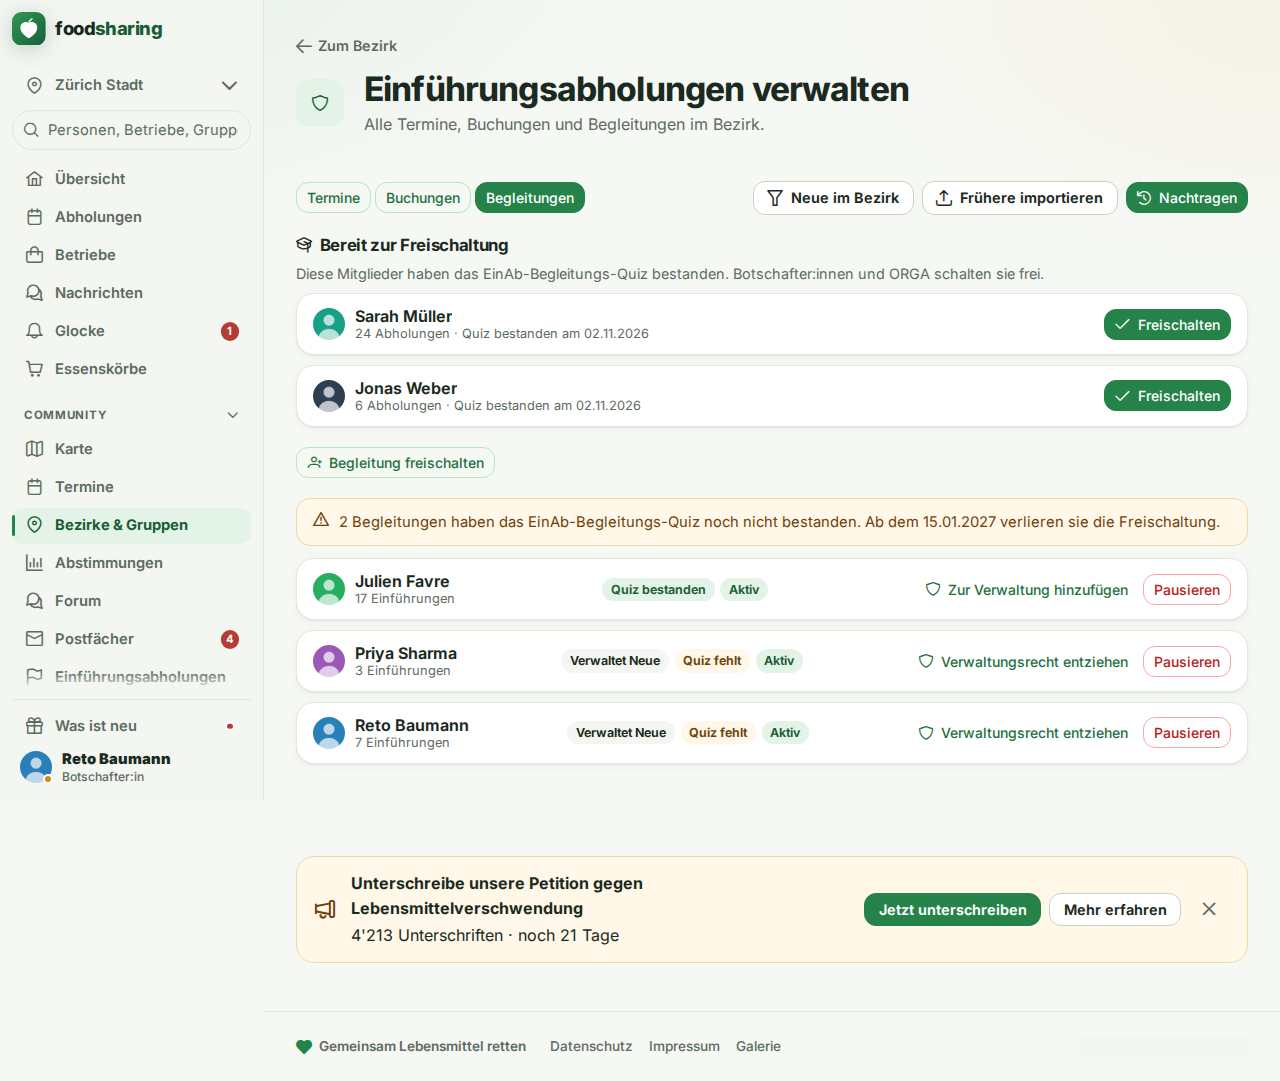 foodsharing
Zürich Stadt
Personen, Betriebe, Grupp
Übersicht
Abholungen
Betriebe
Nachrichten
Glocke 1
Essenskörbe
COMMUNITY
Karte
Termine
Bezirke & Gruppen
Abstimmungen
Forum
Postfächer 4
Einführungsabholungen
Was ist neu
Reto Baumann
Botschafter:in
Zum Bezirk
Einführungsabholungen verwalten
Alle Termine, Buchungen und Begleitungen im Bezirk.
Termine Buchungen Begleitungen Neue im Bezirk Frühere importieren Nachtragen
Bereit zur Freischaltung
Diese Mitglieder haben das EinAb-Begleitungs-Quiz bestanden. Botschafter:innen und ORGA schalten sie frei.
Sarah Müller
24 Abholungen · Quiz bestanden am 02.11.2026
Freischalten
Jonas Weber
6 Abholungen · Quiz bestanden am 02.11.2026
Freischalten
Begleitung freischalten
2 Begleitungen haben das EinAb-Begleitungs-Quiz noch nicht bestanden. Ab dem 15.01.2027 verlieren sie die Freischaltung.
Julien Favre
17 Einführungen
Quiz bestanden Aktiv Zur Verwaltung hinzufügen Pausieren
Priya Sharma
3 Einführungen
Verwaltet Neue Quiz fehlt Aktiv Verwaltungsrecht entziehen Pausieren
Reto Baumann
7 Einführungen
Verwaltet Neue Quiz fehlt Aktiv Verwaltungsrecht entziehen Pausieren
Unterschreibe unsere Petition gegen
Lebensmittelverschwendung
4'213 Unterschriften · noch 21 Tage
Jetzt unterschreiben Mehr erfahren
Gemeinsam Lebensmittel retten Datenschutz Impressum Galerie